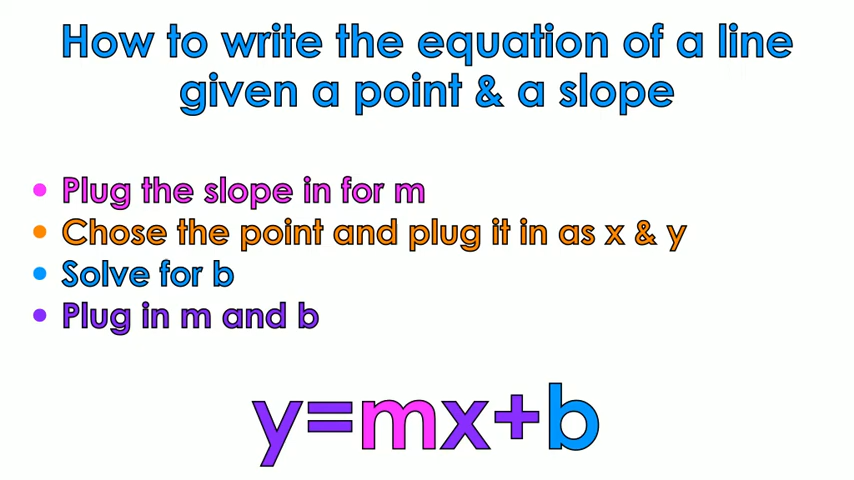 How to write the equation of a line
given a point & a slope
• Plug the slope in for m
• Chose the point and plug it in as x & y
• Solve for b
• Plug in m and b
y=mx+b